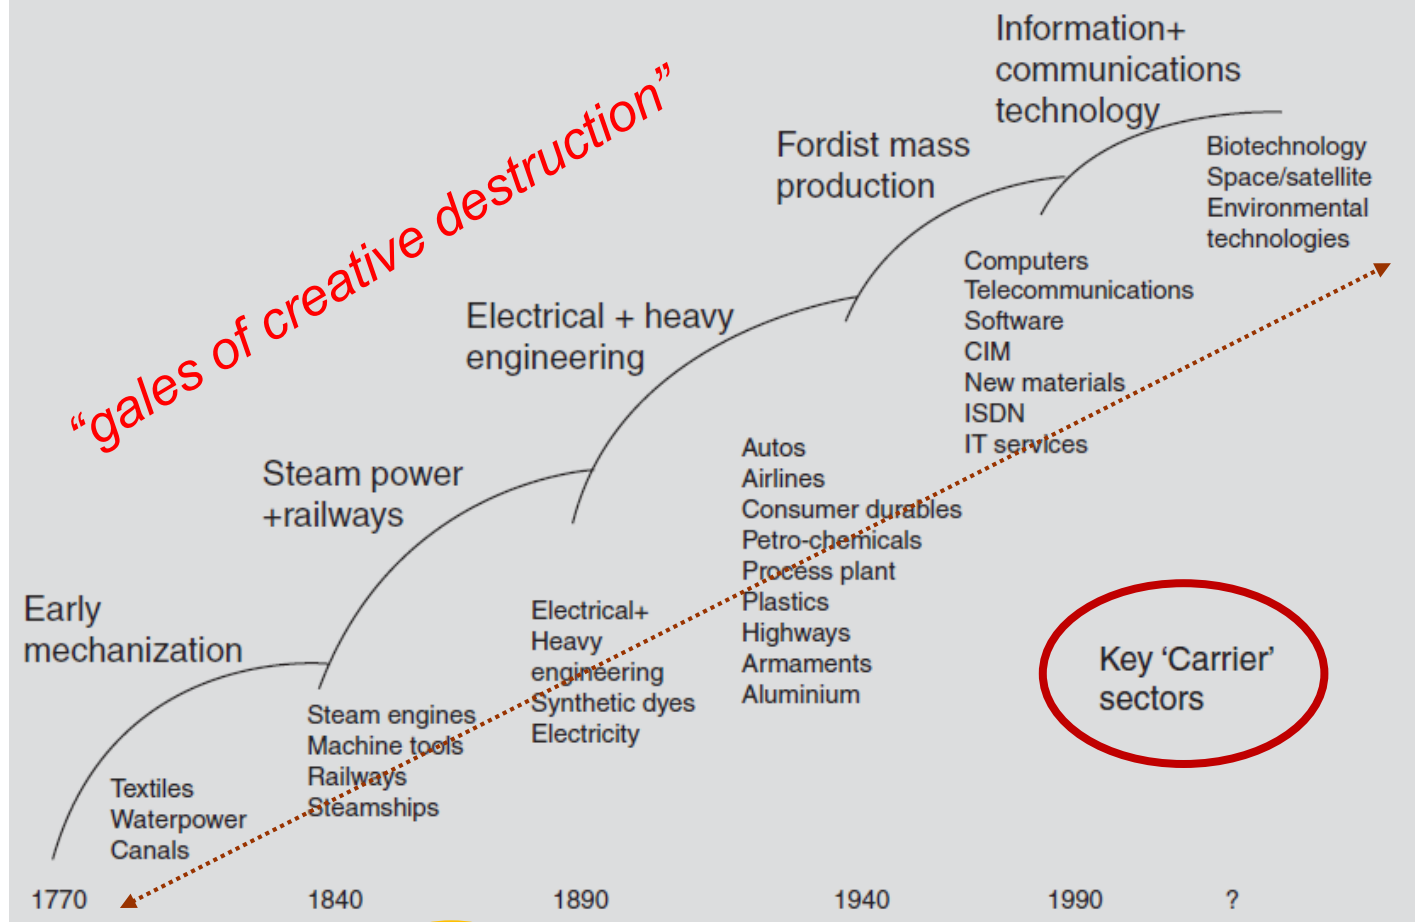 Information+
communications
technology
“gales of creative destruction”
Fordist mass
production
Biotechnology
Space/satellite
Environmental
technologies
Electrical + heavy
engineering
Computers
Telecommunications
Software
CIM
New materials
ISDN
IT services
Steam power
+railways
Autos
Airlines
Consumer durables
Petro-chemicals
Process plant
Plastics
Highways
Armaments
Aluminium
Early
mechanization
Electrical+
Heavy
engineering
Synthetic dyes
Electricity
Key ‘Carrier’
sectors
Steam engines
Machine tools
Railways
Steamships
Textiles
Waterpower
Canals
1770 1840 1890 1940 1990 ?